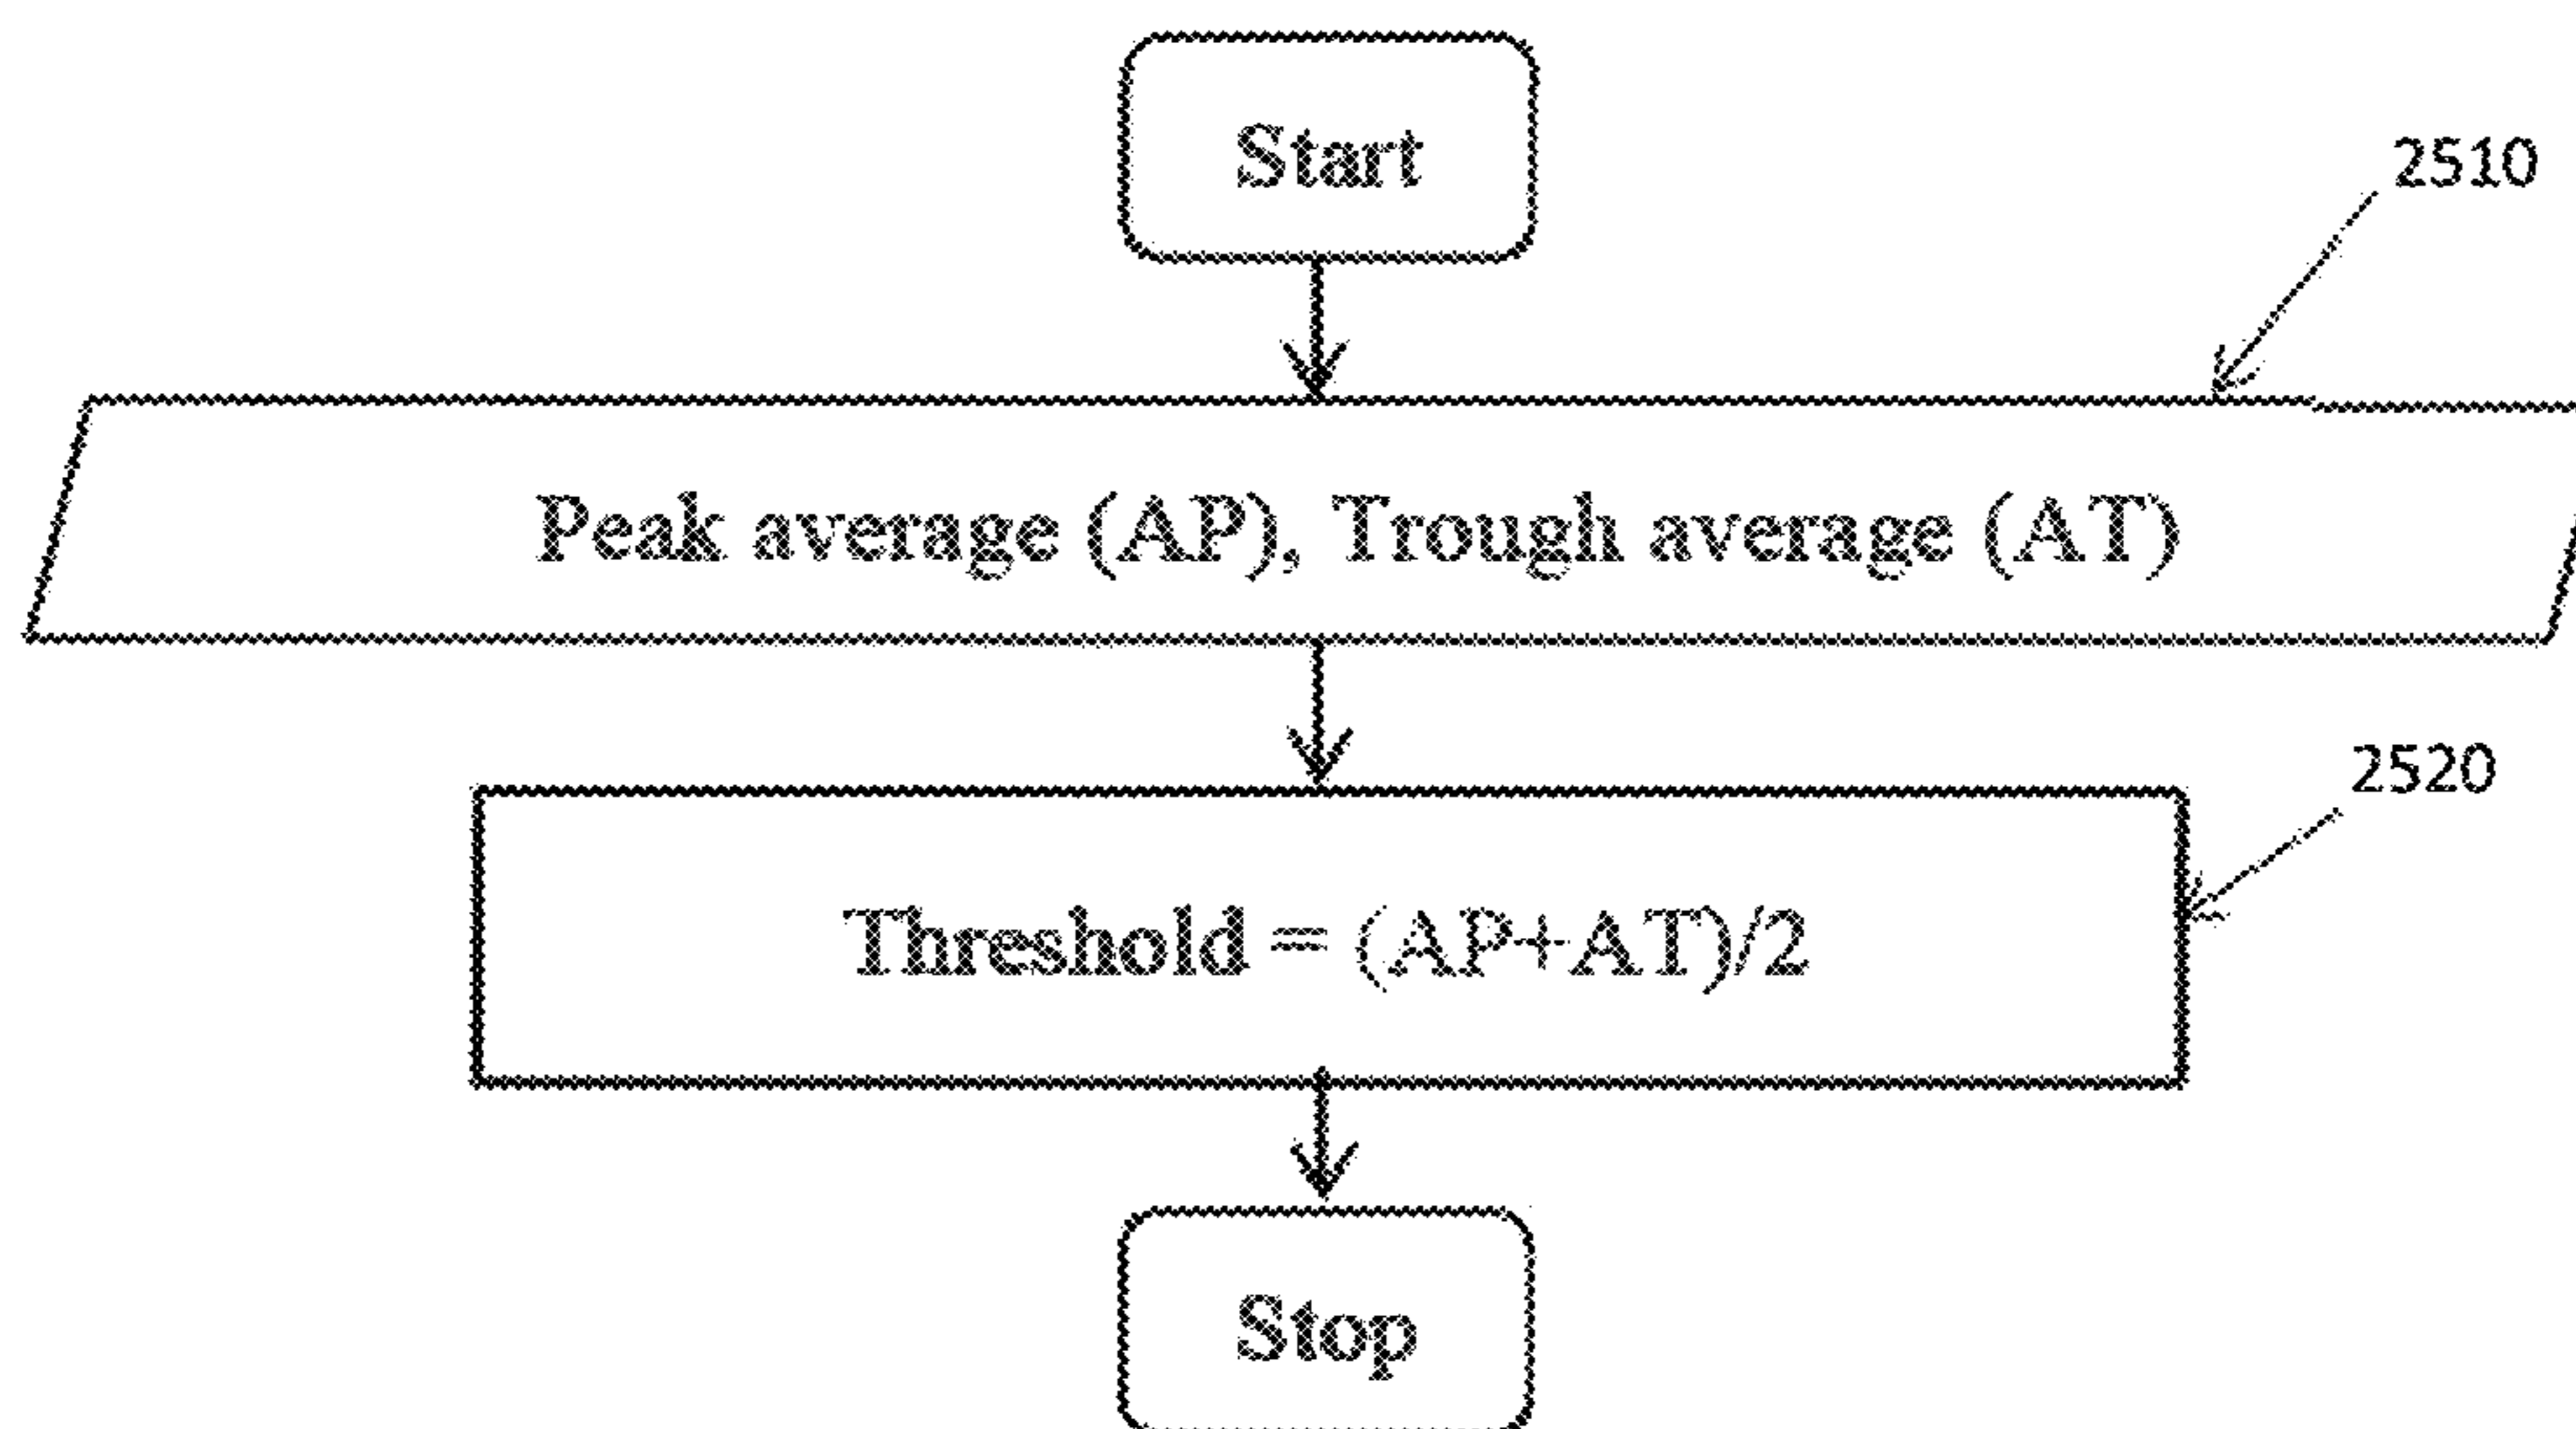 Start
2510
Peak average (AP), Trough average (AT)
2520
Threshold = (AP+AT)/2
Stop